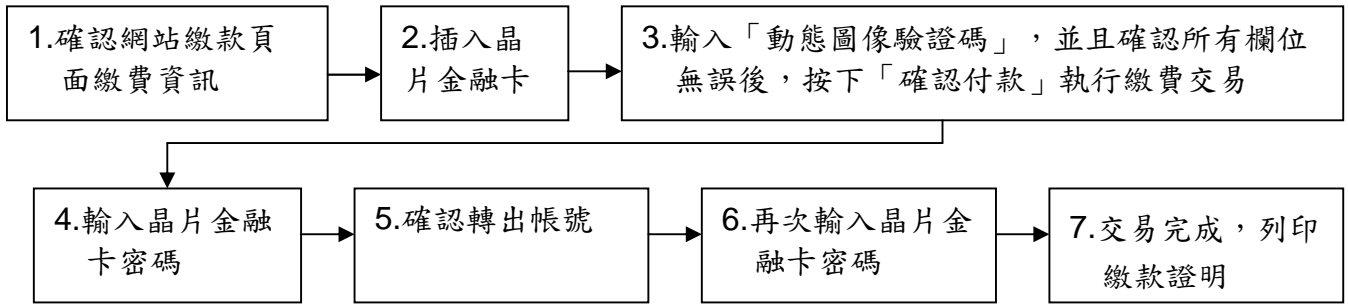 1.確認網站繳款頁
面繳費資訊
2.插入晶
片金融卡
3.輸入「動態圖像驗證碼」，並且確認所有欄位
無誤後，按下「確認付款」執行繳費交易
4.輸入晶片金融
卡密碼
5.確認轉出帳號
6.再次輸入晶片金
融卡密碼
7.交易完成，列印
繳款證明